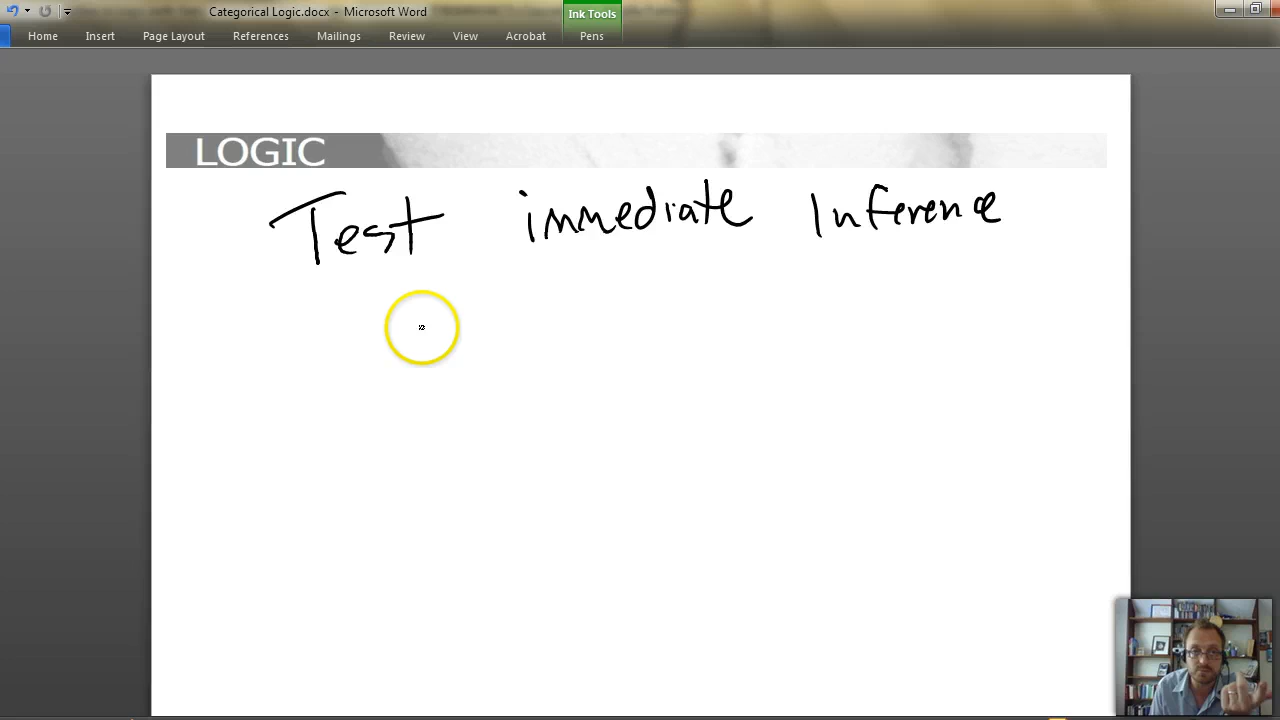 Categorical Logic.docx - Microsoft Word
Ink Tools
Home Insert Page Layout References Mailings Review View Acrobat Pens
LOGIC
Test immediate Inference